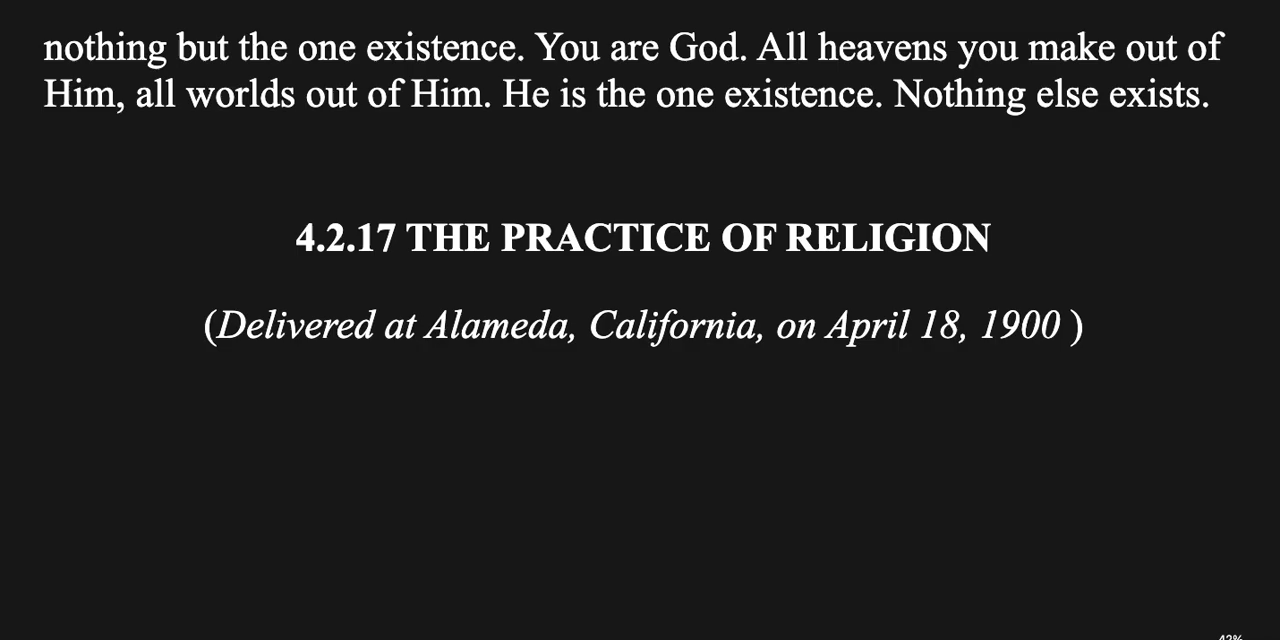 nothing but the one existence. You are God. All heavens you make out of
Him, all worlds out of Him. He is the one existence. Nothing else exists.
4.2.17 THE PRACTICE OF RELIGION
(Delivered at Alameda, California, on April 18, 1900 )
42%